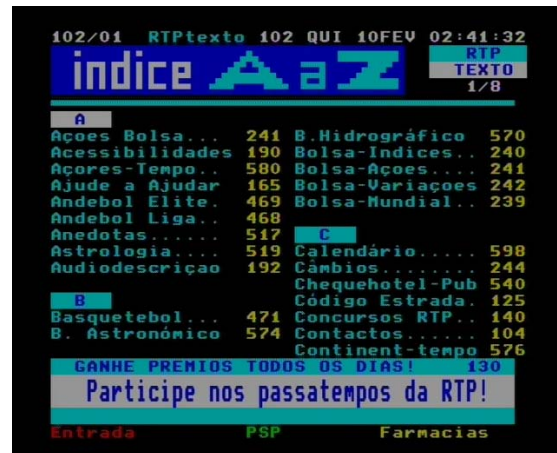 102/01 RTPtexto 102 QUI 10FEV 02:41:32
indice A a Z
RTP
TEXTO
1/8
A
Açoes Bolsa... 241
Acessibilidades 190
Açores-Tempo.. 580
Ajude a Ajudar 165
Andebol Elite. 469
Andebol Liga.. 468
Anedotas...... 517
Astrologia.... 519
Audiodescriçao 192
B
Basquetebol... 471
B. Astronómico 574
B.Hidrográfico 570
Bolsa-Indices.. 240
Bolsa-Açoes.... 241
Bolsa-Variaçoes 242
Bolsa-Mundial.. 239
C
Calendário..... 598
Câmbios........ 244
Chequehotel-Pub 540
Código Estrada. 125
Concursos RTP.. 140
Contactos...... 104
Continent-tempo 576
GANHE PREMIOS TODOS OS DIAS! 130
Participe nos passatempos da RTP!
Entrada PSP Farmacias